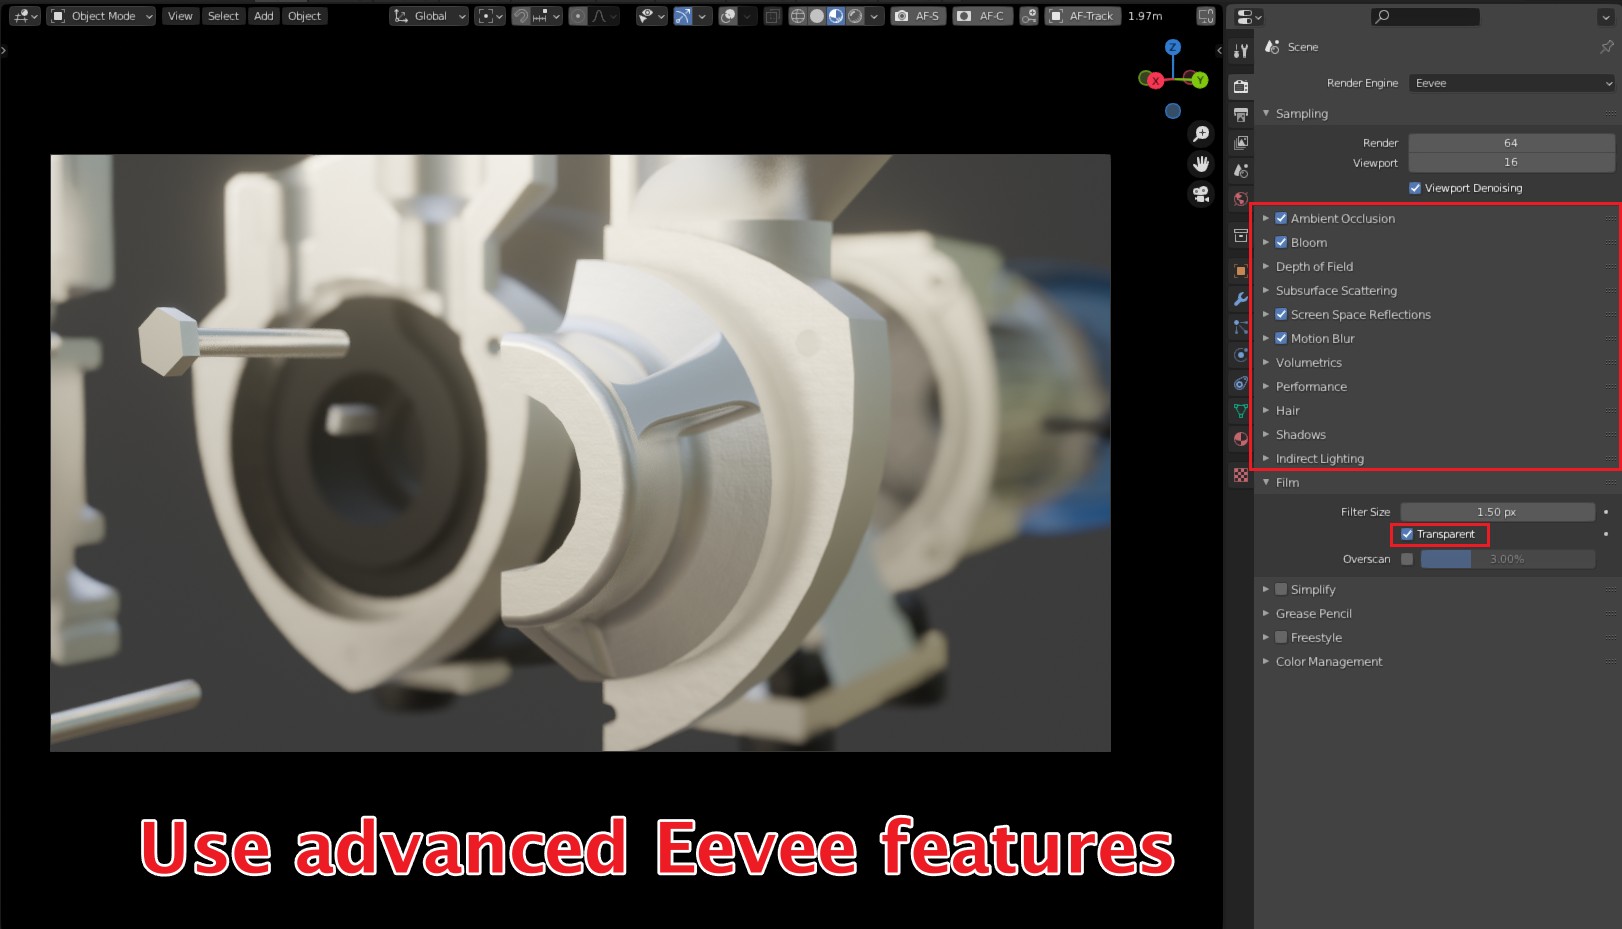 Object Mode View Select Add Object Global AF-S AF-C AF-Track 1.97m
Z
X Y
Scene
Render Engine Eevee
Sampling
Render 64
Viewport 16
Viewport Denoising
Ambient Occlusion
Bloom
Depth of Field
Subsurface Scattering
Screen Space Reflections
Motion Blur
Volumetrics
Performance
Hair
Shadows
Indirect Lighting
Film
Filter Size 1.50 px
Transparent
Overscan 3.00%
Simplify
Grease Pencil
Freestyle
Color Management
Use advanced Eevee features